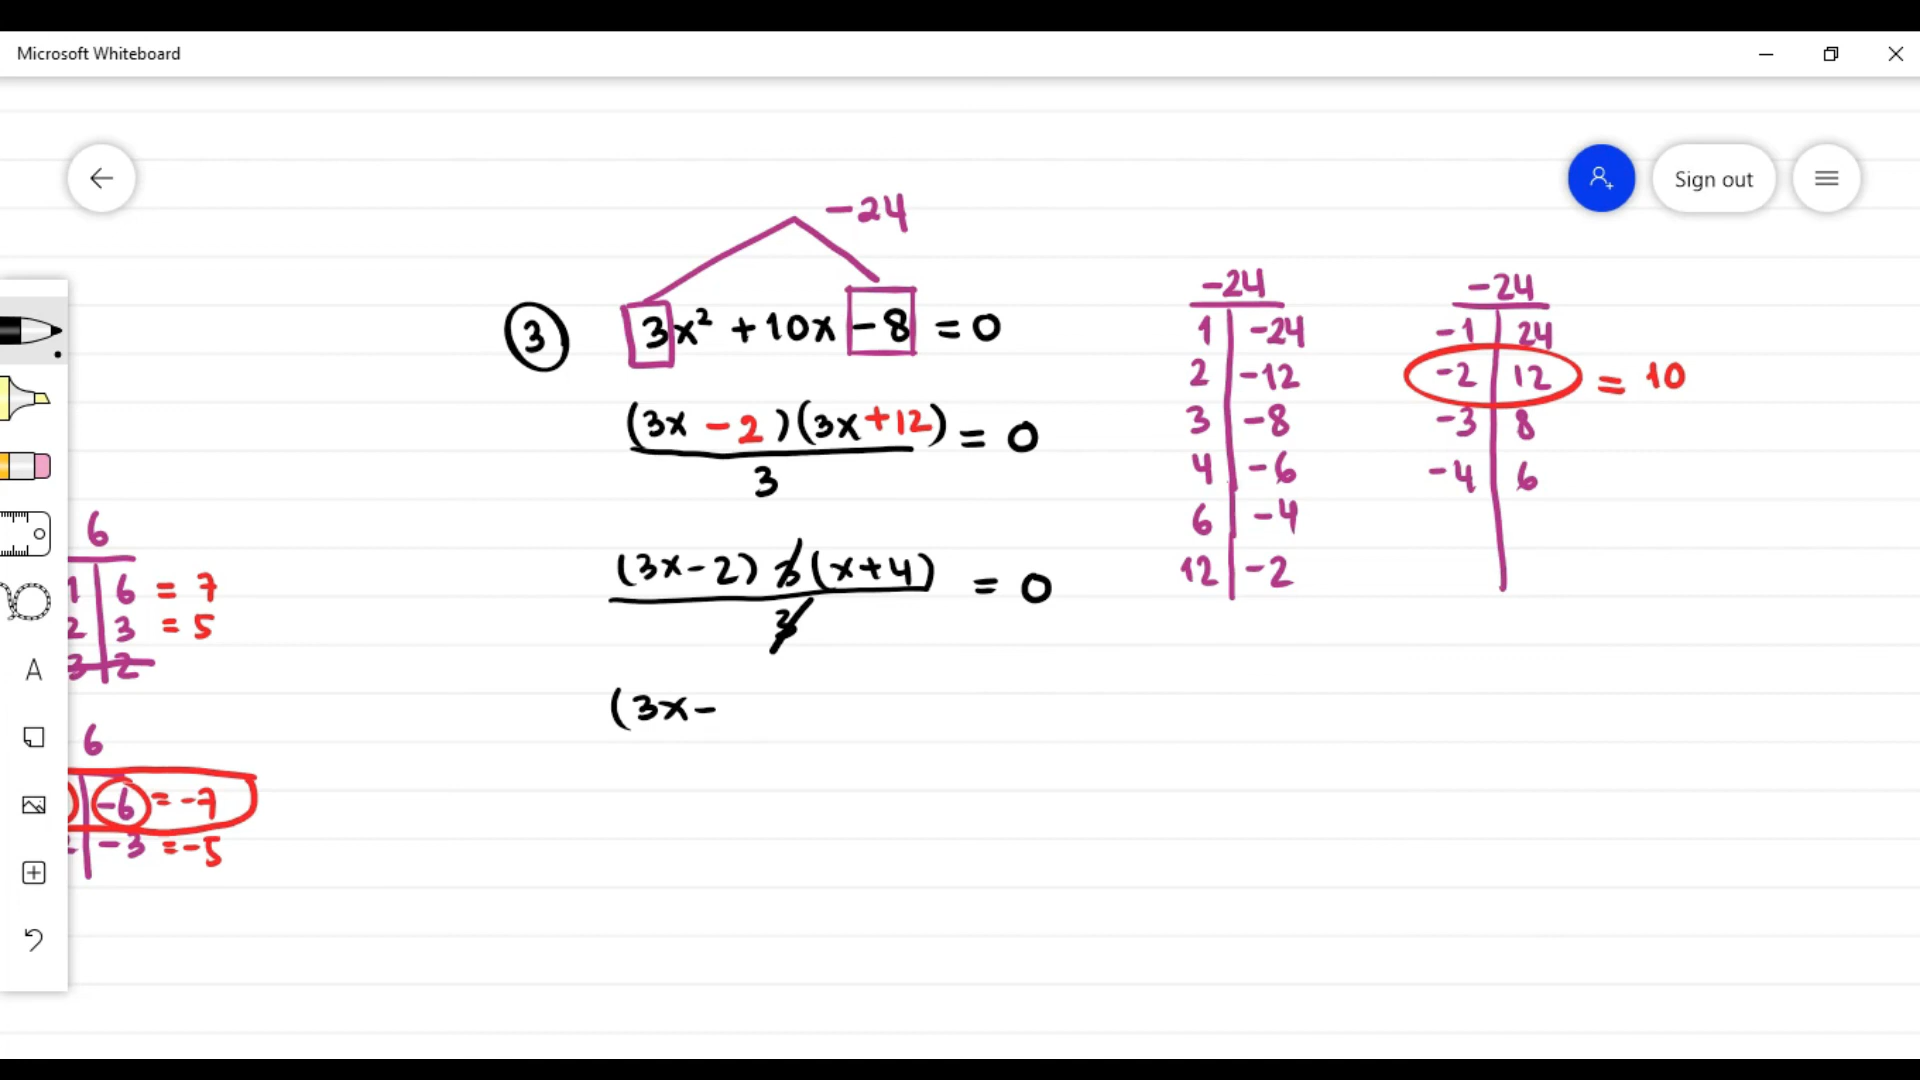 Microsoft Whiteboard
Sign out
-24
③ 3x² +10x -8 = 0
(3x -2)(3x+12) = 0
3
(3x-2) 3(x+4) = 0
3
(3x-
-24
1 | -24
2 | -12
3 | -8
4 | -6
6 | -4
12 | -2
-24
-1 | 24
-2 | 12 = 10
-3 | 8
-4 | 6
6
1 | 6 = 7
2 | 3 = 5
3 | 2
6
-6 = -7
-3 = -5
A